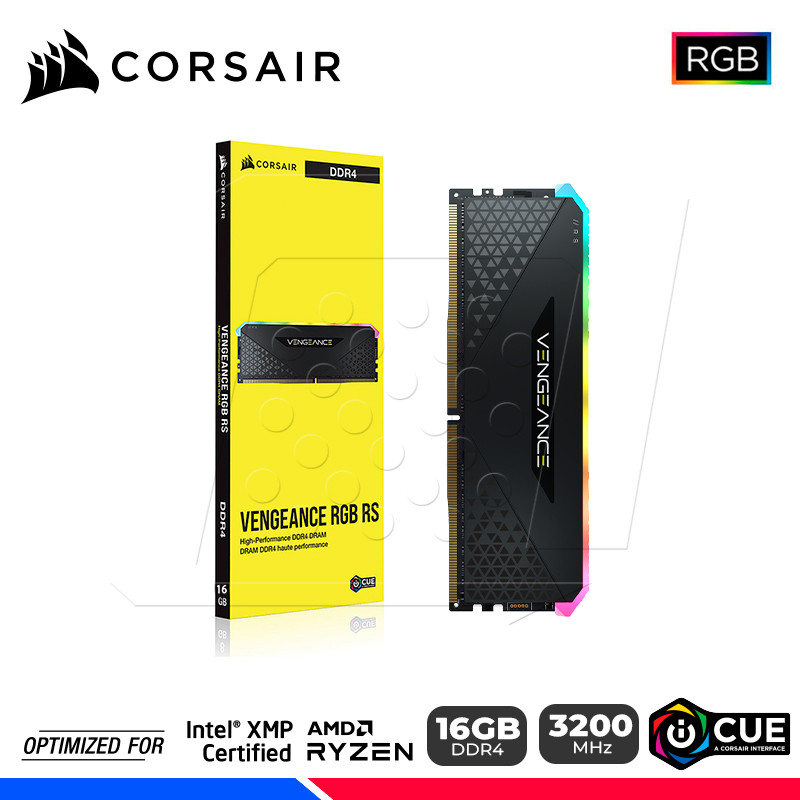 CORSAIR
RGB
CORSAIR
DDR4
CORSAIR
VENGEANCE RGB RS
DDR4
16
GB
VENGEANCE
VENGEANCE RGB RS
High-Performance DDR4 DRAM
DRAM DDR4 haute performance
CUE
//RS
VENGEANCE
OPTIMIZED FOR
Intel® XMP
Certified
AMD
RYZEN
16GB
DDR4
3200
MHz
CUE
A CORSAIR INTERFACE